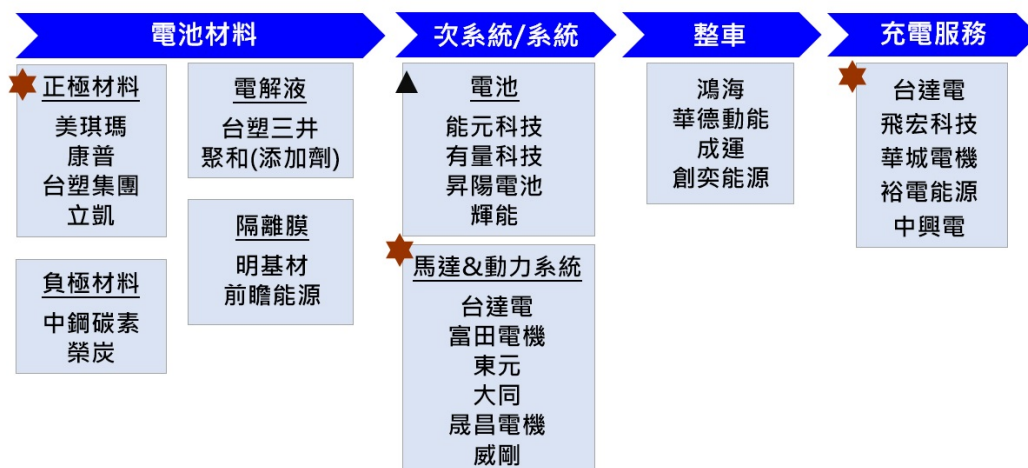 電池材料
次系統/系統
整車
充電服務
正極材料
美琪瑪
康普
台塑集團
立凱
負極材料
中鋼碳素
榮炭
電解液
台塑三井
聚和(添加劑)
隔離膜
明基材
前瞻能源
電池
能元科技
有量科技
昇陽電池
輝能
馬達&動力系統
台達電
富田電機
東元
大同
晟昌電機
威剛
鴻海
華德動能
成運
創奕能源
台達電
飛宏科技
華城電機
裕電能源
中興電